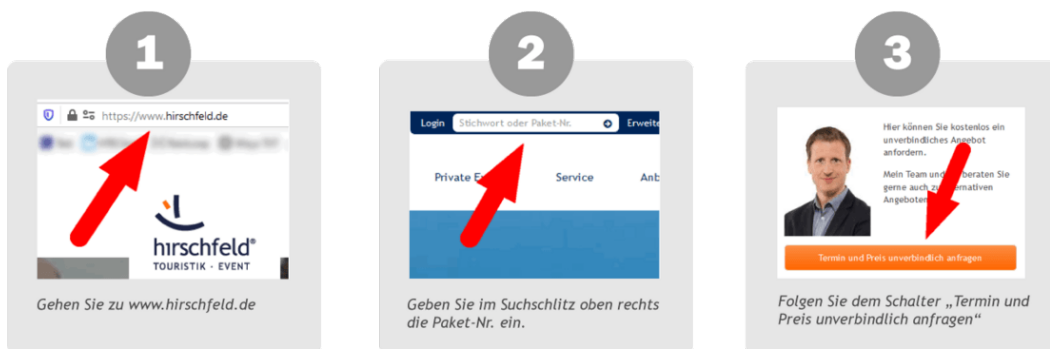 1
https://www.hirschfeld.de
hirschfeld®
TOURISTIK - EVENT
Gehen Sie zu www.hirschfeld.de
2
Login Stichwort oder Paket-Nr. Erweite
Private E Service Anb
Geben Sie im Suchschlitz oben rechts
die Paket-Nr. ein.
3
Hier können Sie kostenlos ein
unverbindliches Angebot
anfordern.
Mein Team und beraten Sie
gerne auch zu ernativen
Angeboten
Termin und Preis unverbindlich anfragen
Folgen Sie dem Schalter „Termin und
Preis unverbindlich anfragen“